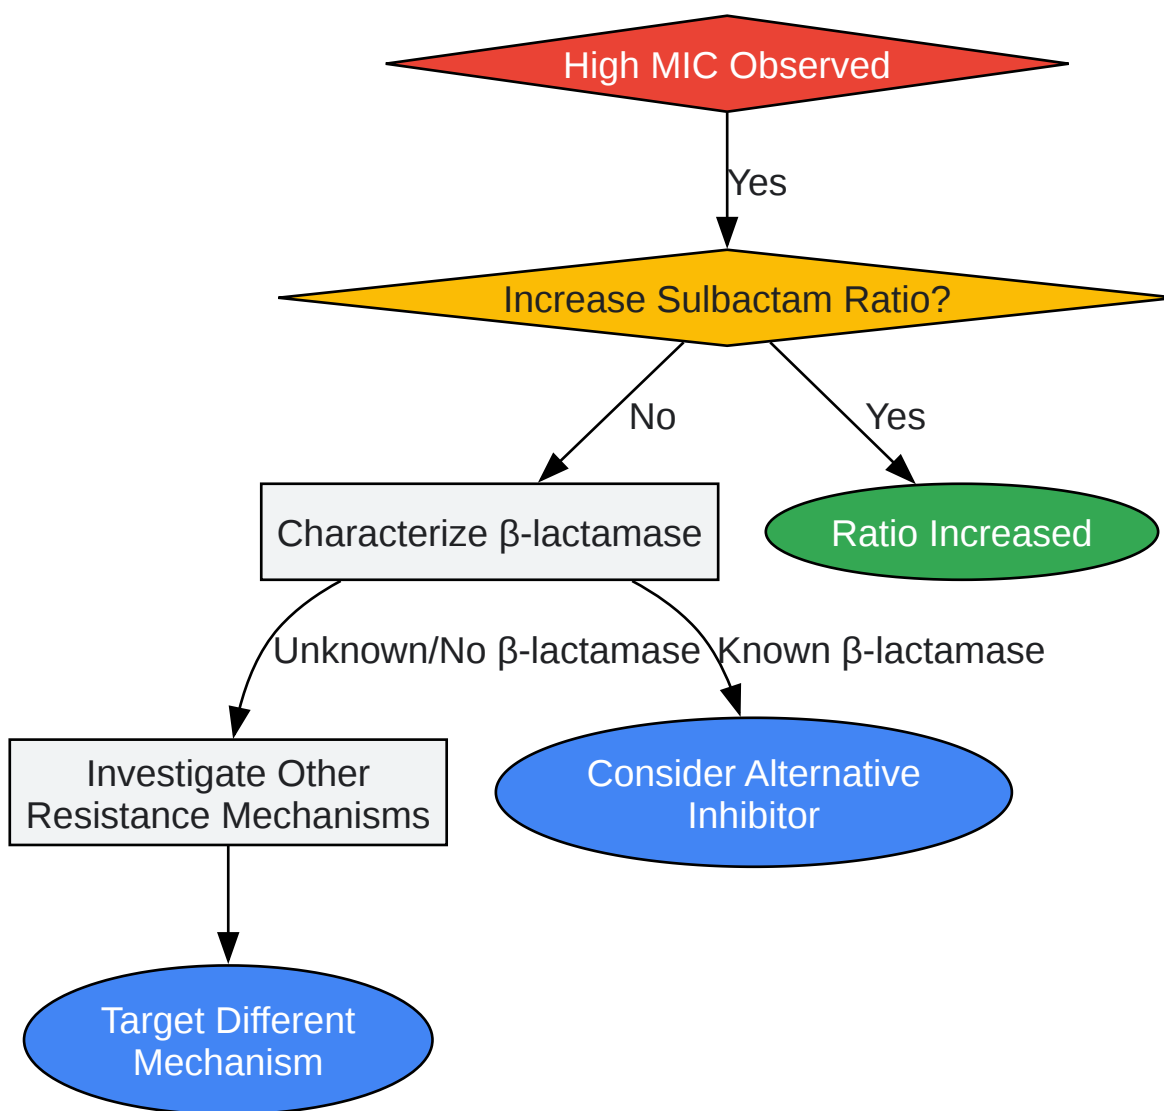 High MIC Observed
Yes
Increase Sulbactam Ratio?
No
Yes
Characterize β-lactamase
Ratio Increased
Unknown/No β-lactamase
Known β-lactamase
Investigate Other
Resistance Mechanisms
Consider Alternative
Inhibitor
Target Different
Mechanism